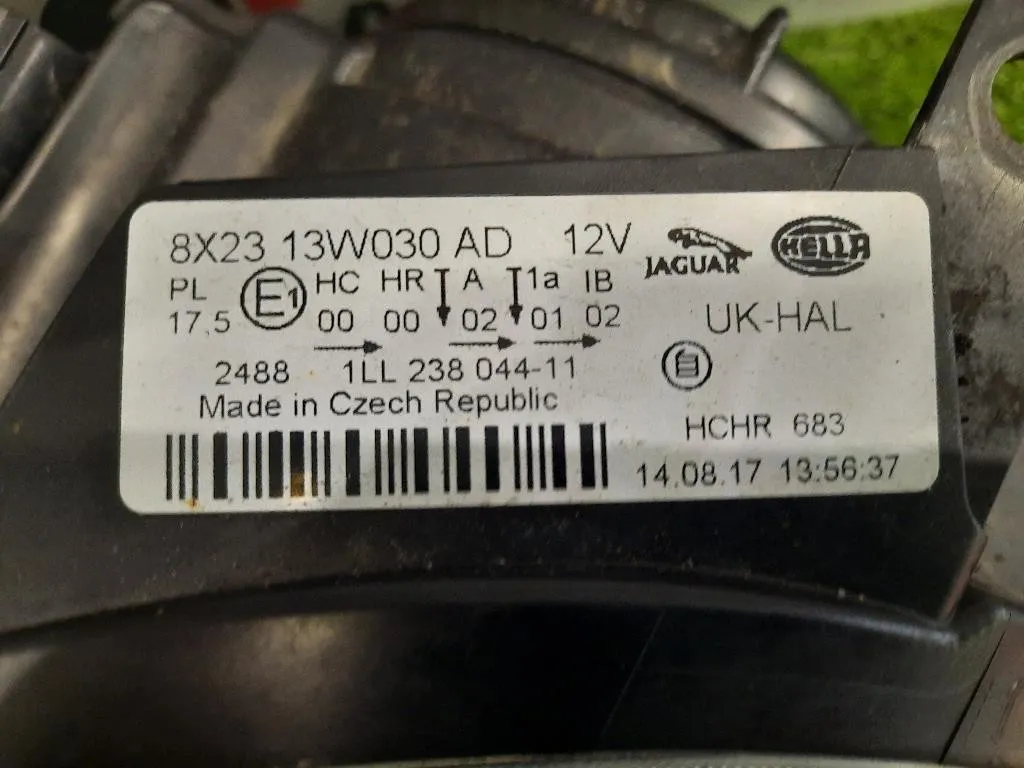 8X23 13W030 AD 12V JAGUAR HELLA
PL E1 HC HR A 1a IB
17,5 00 00 02 01 02 UK-HAL
2488 1LL 238 044-11
Made in Czech Republic
HCHR 683
14.08.17 13:56:37